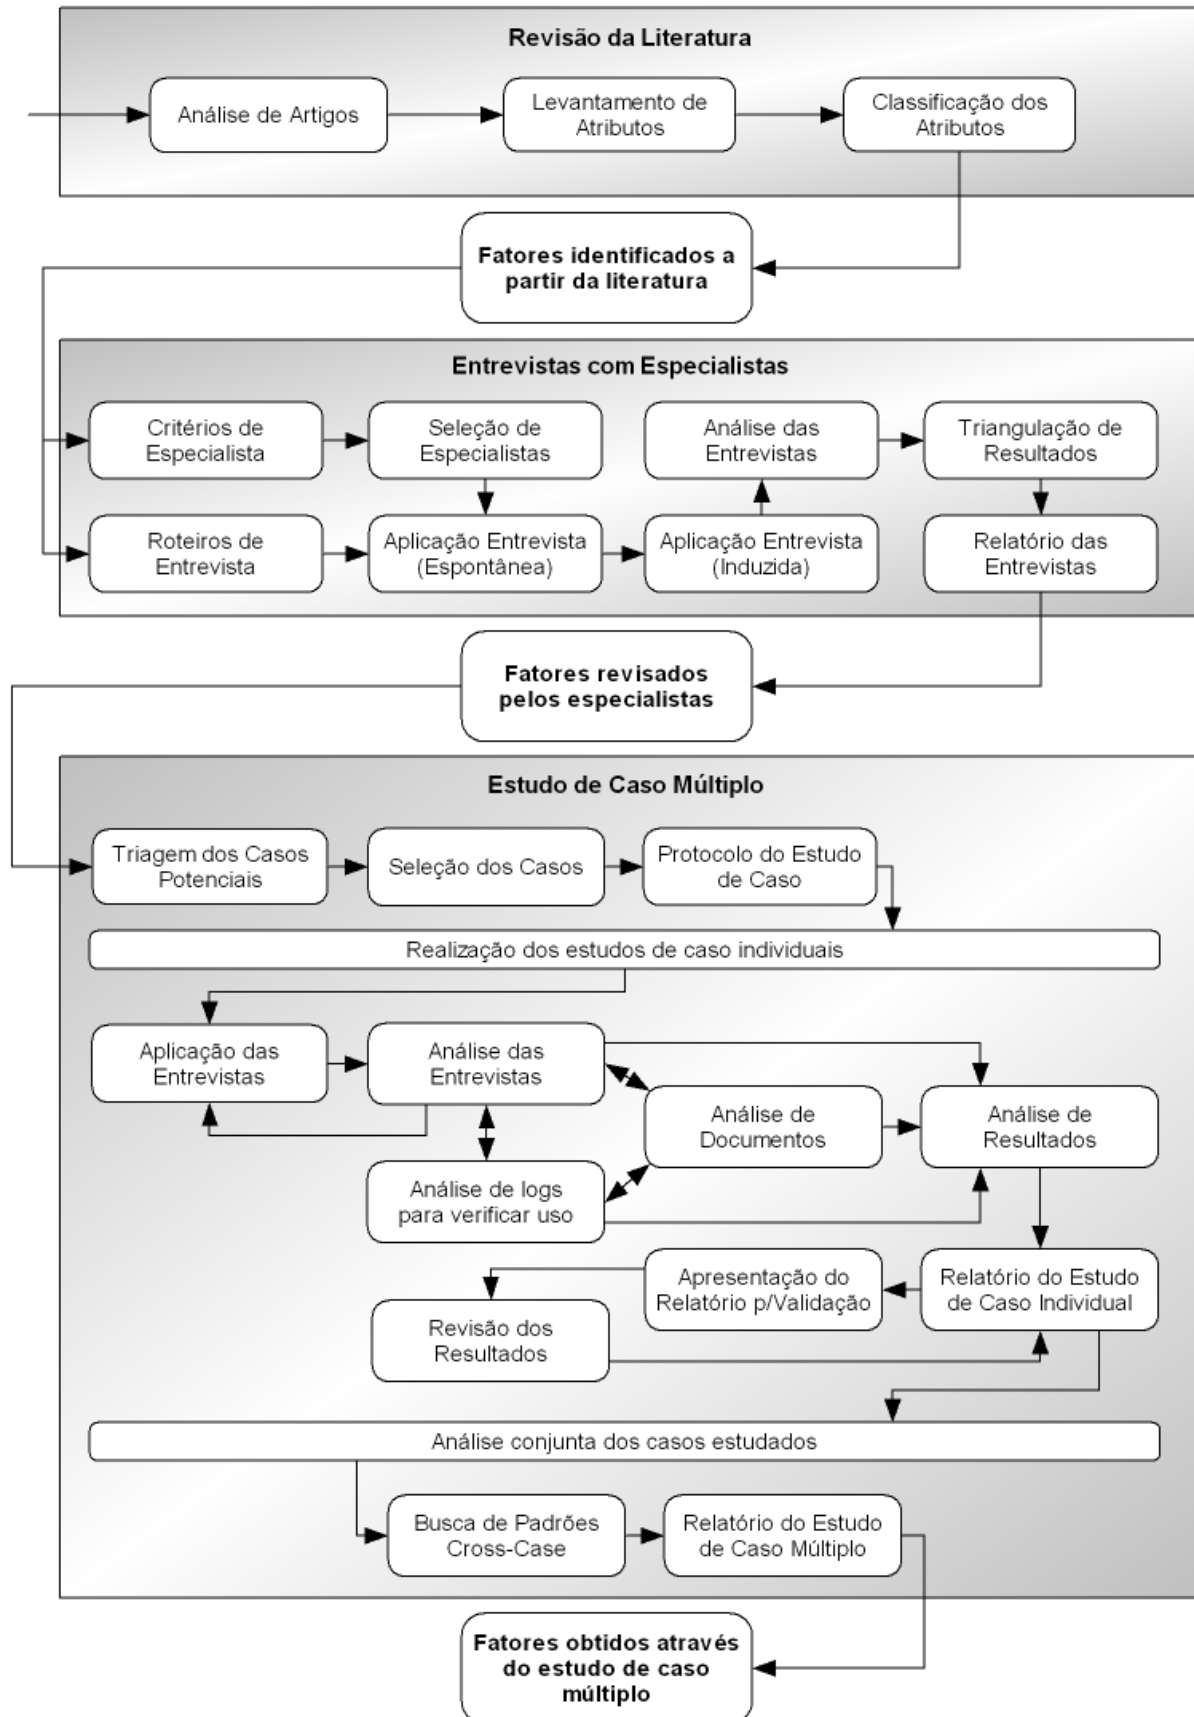 Revisão da Literatura
Análise de Artigos
Levantamento de
Atributos
Classificação dos
Atributos
Fatores identificados a
partir da literatura
Entrevistas com Especialistas
Critérios de
Especialista
Seleção de
Especialistas
Análise das
Entrevistas
Triangulação de
Resultados
Roteiros de
Entrevista
Aplicação Entrevista
(Espontânea)
Aplicação Entrevista
(Induzida)
Relatório das
Entrevistas
Fatores revisados
pelos especialistas
Estudo de Caso Múltiplo
Triagem dos Casos
Potenciais
Seleção dos Casos
Protocolo do Estudo
de Caso
Realização dos estudos de caso individuais
Aplicação das
Entrevistas
Análise das
Entrevistas
Análise de
Documentos
Análise de
Resultados
Análise de logs
para verificar uso
Apresentação do
Relatório p/Validação
Relatório do Estudo
de Caso Individual
Revisão dos
Resultados
Análise conjunta dos casos estudados
Busca de Padrões
Cross-Case
Relatório do Estudo
de Caso Múltiplo
Fatores obtidos através
do estudo de caso
múltiplo